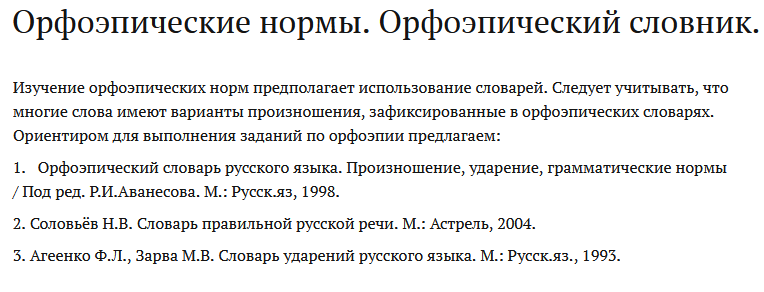 Орфоэпические нормы. Орфоэпический словник.
Изучение орфоэпических норм предполагает использование словарей. Следует учитывать, что
многие слова имеют варианты произношения, зафиксированные в орфоэпических словарях.
Ориентиром для выполнения заданий по орфоэпии предлагаем:
1. Орфоэпический словарь русского языка. Произношение, ударение, грамматические нормы
/ Под ред. Р.И.Аванесова. М.: Русск.яз, 1998.
2. Соловьёв Н.В. Словарь правильной русской речи. М.: Астрель, 2004.
3. Агеенко Ф.Л., Зарва М.В. Словарь ударений русского языка. М.: Русск.яз., 1993.